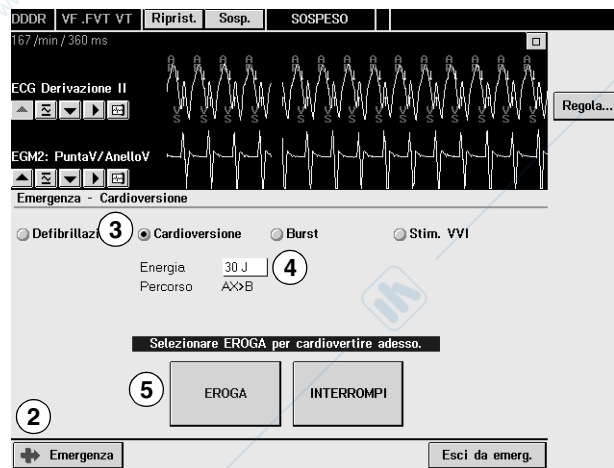 DDDR VF .FVT VT Riprist. Sosp. SOSPESO
167 /min / 360 ms
ECG Derivazione II
Regola...
EGM2: PuntaV/AnelloV
Emergenza - Cardioversione
Defibrillazi 3 Cardioversione Burst Stim. VVI
Energia 30 J 4
Percorso AX>B
Selezionare EROGA per cardiovertire adesso.
5 EROGA INTERROMPI
2
Emergenza Esci da emerg.